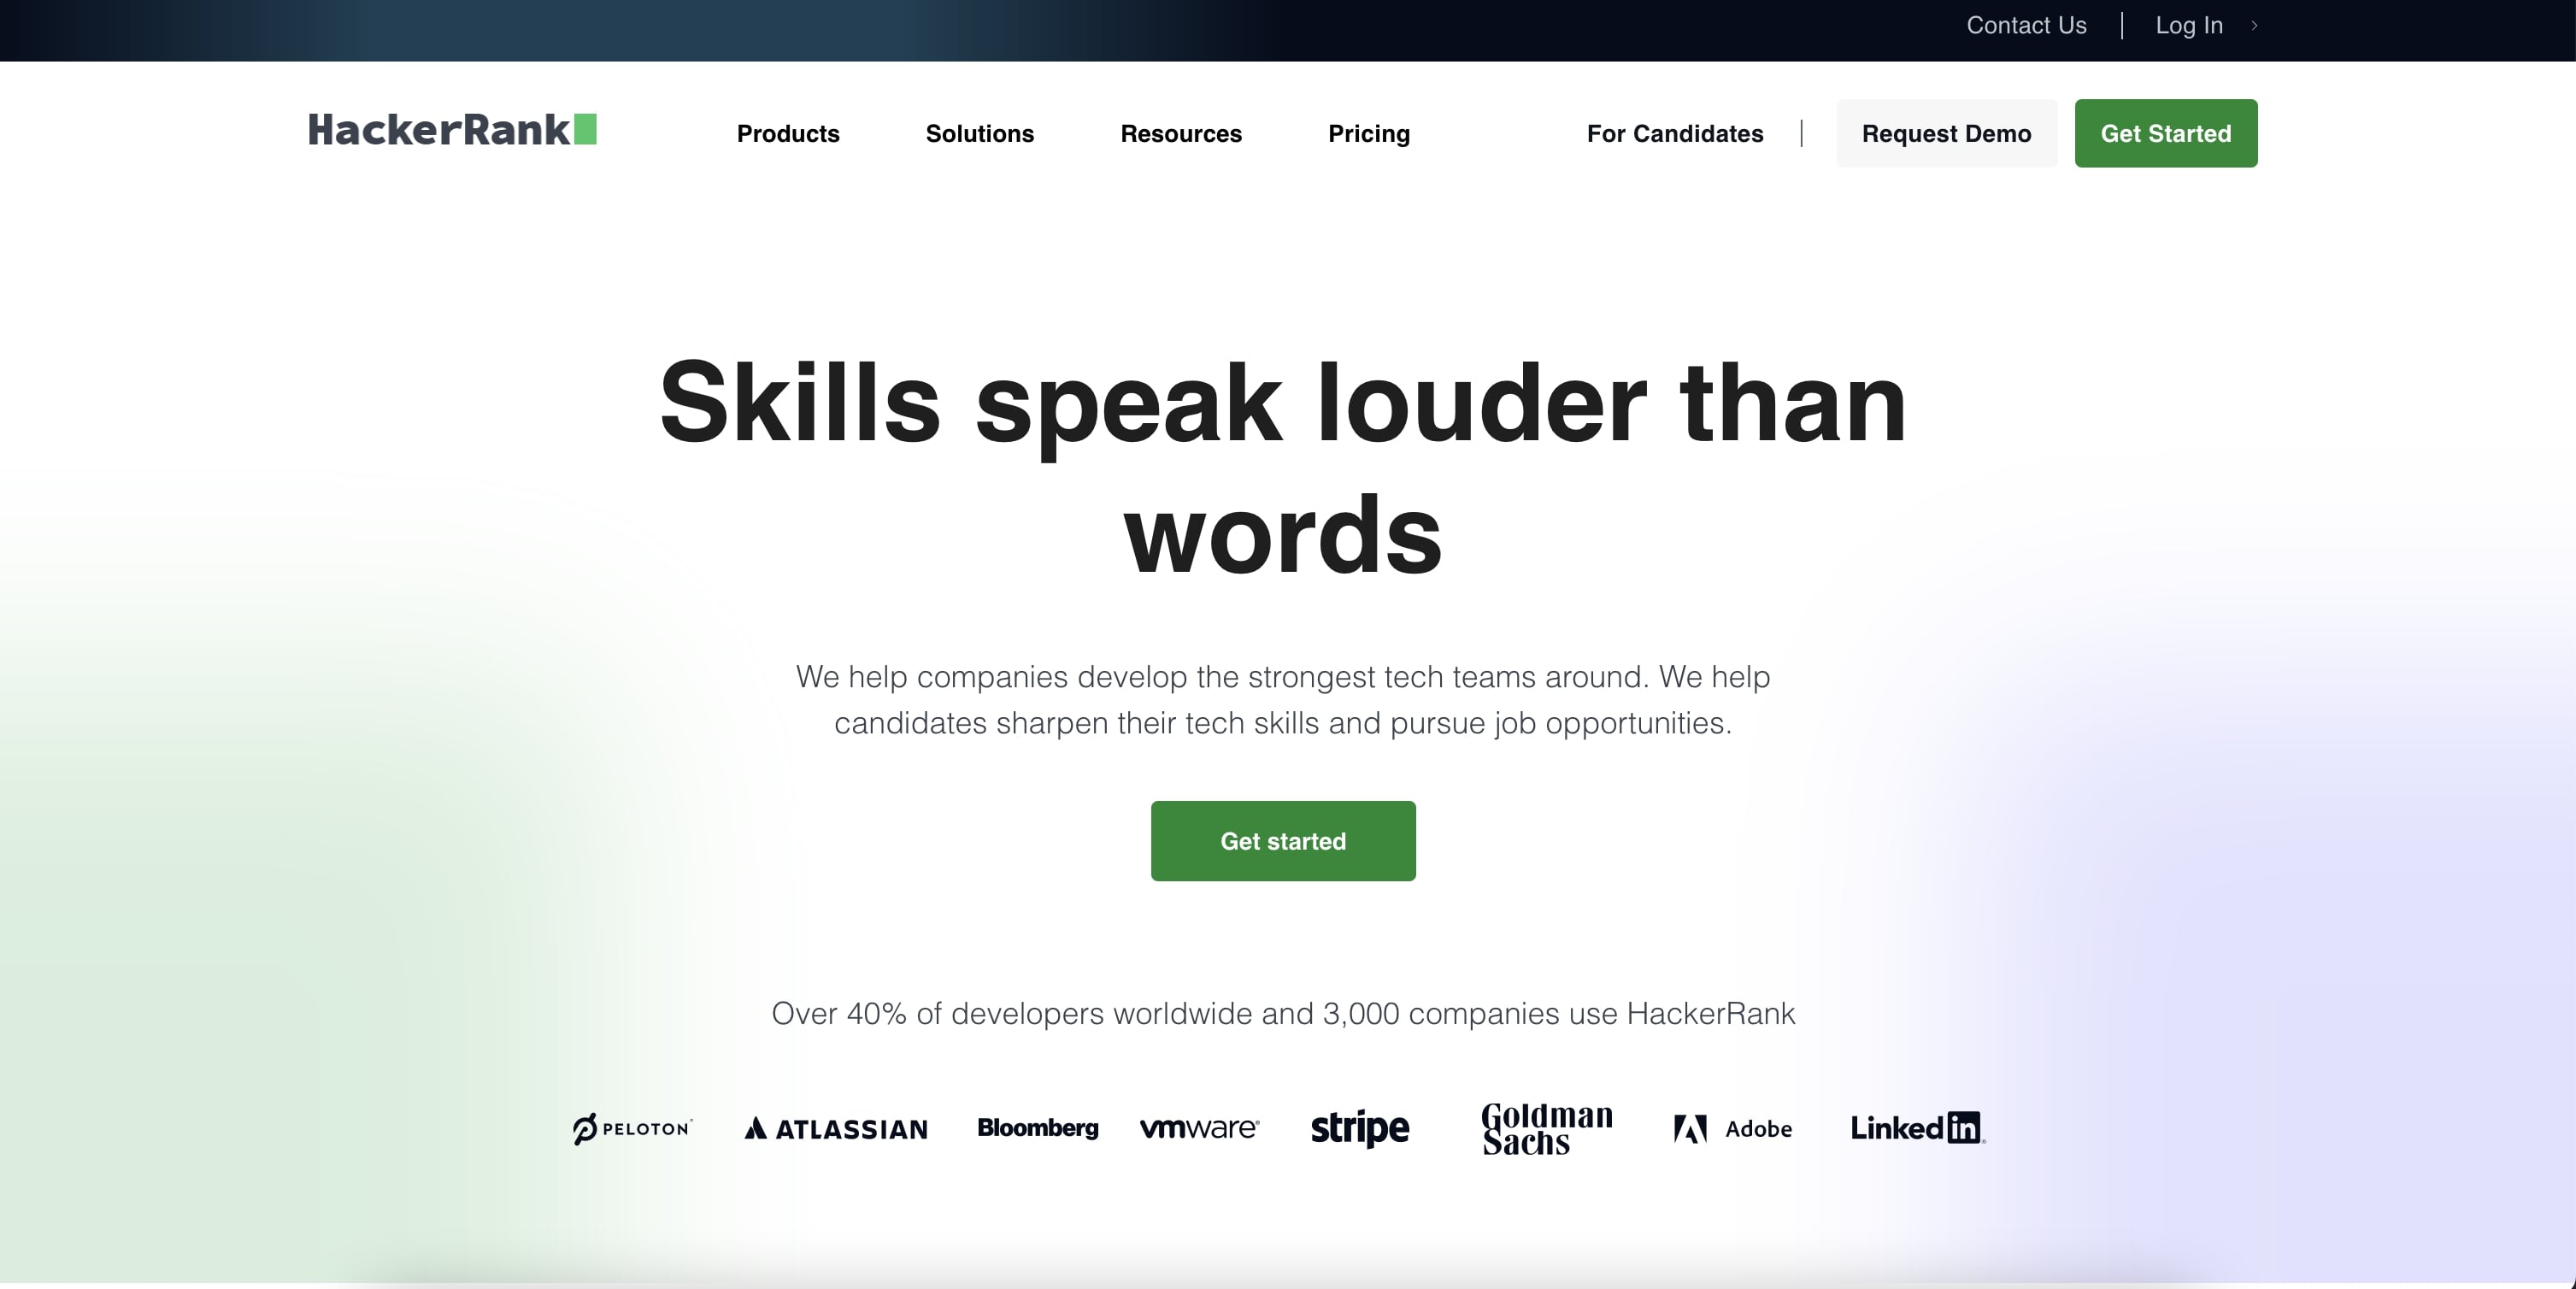 Contact Us | Log In
HackerRank
Products Solutions Resources Pricing For Candidates | Request Demo Get Started
Skills speak louder than
words
We help companies develop the strongest tech teams around. We help
candidates sharpen their tech skills and pursue job opportunities.
Get started
Over 40% of developers worldwide and 3,000 companies use HackerRank
PELOTON ATLASSIAN Bloomberg vmware® stripe Goldman Sachs Adobe Linked in